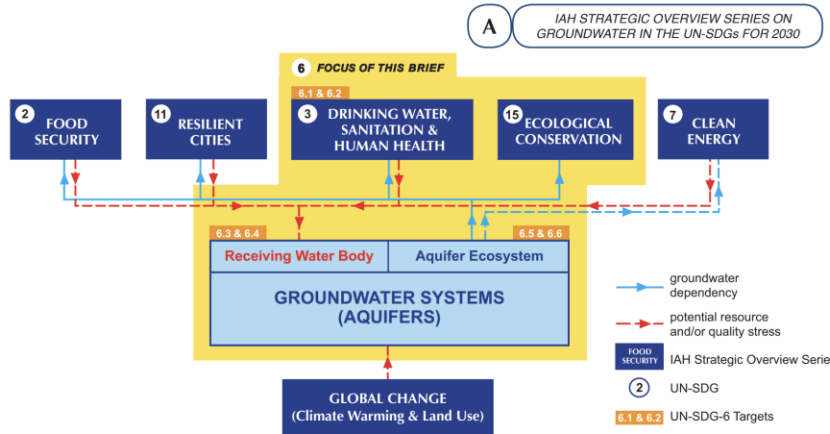 A
IAH STRATEGIC OVERVIEW SERIES ON
GROUNDWATER IN THE UN-SDGs FOR 2030
6 FOCUS OF THIS BRIEF
6.1 & 6.2
2
FOOD
SECURITY
11
RESILIENT
CITIES
3
DRINKING WATER,
SANITATION &
HUMAN HEALTH
15
ECOLOGICAL
CONSERVATION
7
CLEAN
ENERGY
6.3 & 6.4
6.5 & 6.6
Receiving Water Body
Aquifer Ecosystem
GROUNDWATER SYSTEMS
(AQUIFERS)
GLOBAL CHANGE
(Climate Warming & Land Use)
groundwater
dependency
potential resource
and/or quality stress
FOOD
SECURITY
IAH Strategic Overview Serie
2
UN-SDG
6.1 & 6.2
UN-SDG-6 Targets